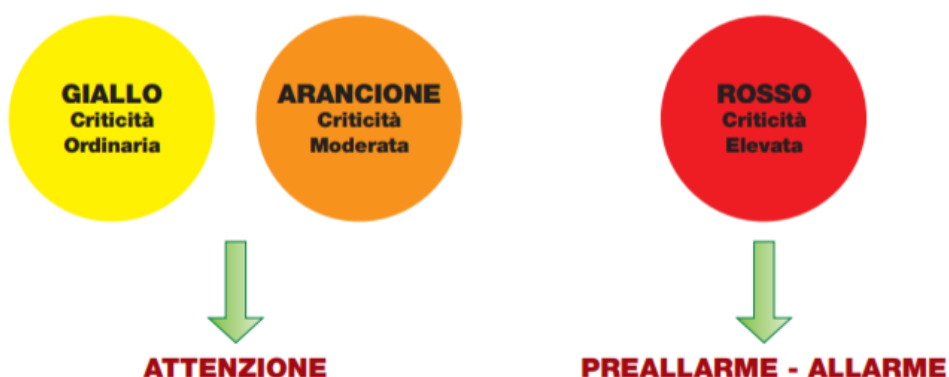 GIALLO
Criticità
Ordinaria
ARANCIONE
Criticità
Moderata
ROSSO
Criticità
Elevata
ATTENZIONE
PREALLARME - ALLARME